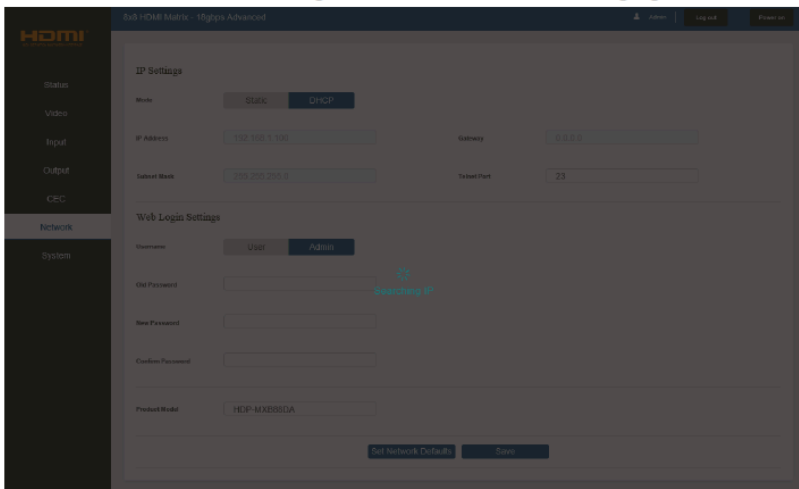 8x8 HDMI Matrix - 18gbps Advanced
Admin
Log out
Power on
HDMI
Status
Video
Input
Output
CEC
Network
System
IP Settings
Mode
Static
DHCP
IP Address
192.168.1.100
Gateway
0.0.0.0
Subnet Mask
255.255.255.0
Telnet Port
23
Web Login Settings
Username
User
Admin
Old Password
Searching IP
New Password
Confirm Password
Product Model
Set Network Defaults
Save